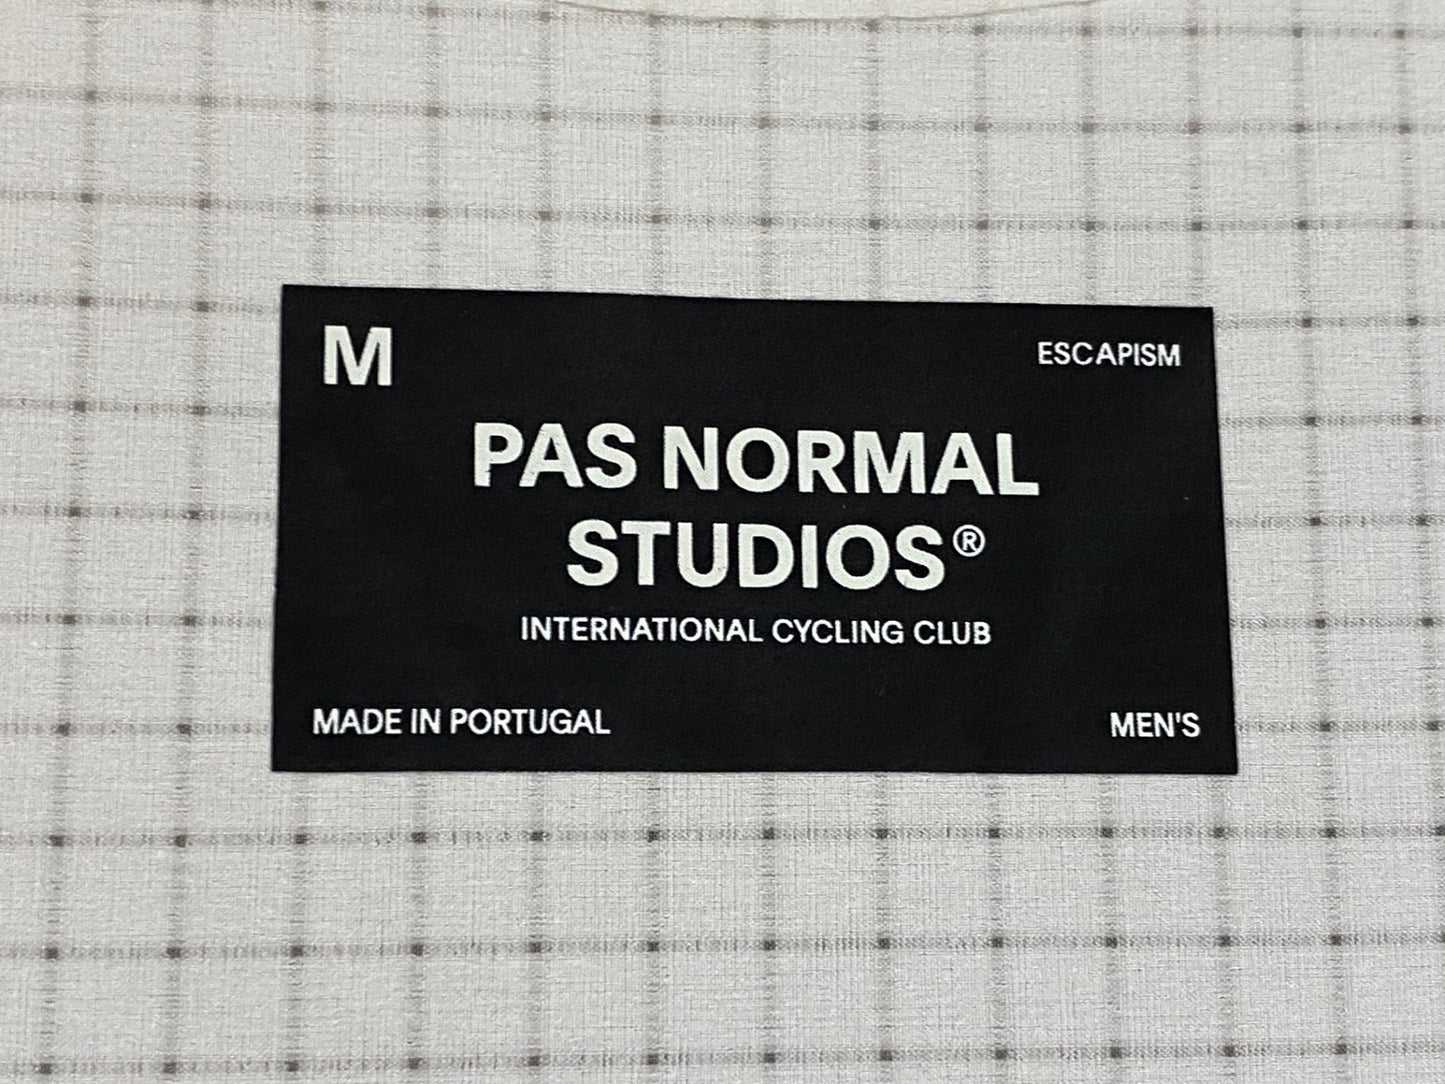 M
ESCAPISM
PAS NORMAL
STUDIOS®
INTERNATIONAL CYCLING CLUB
MADE IN PORTUGAL
MEN'S